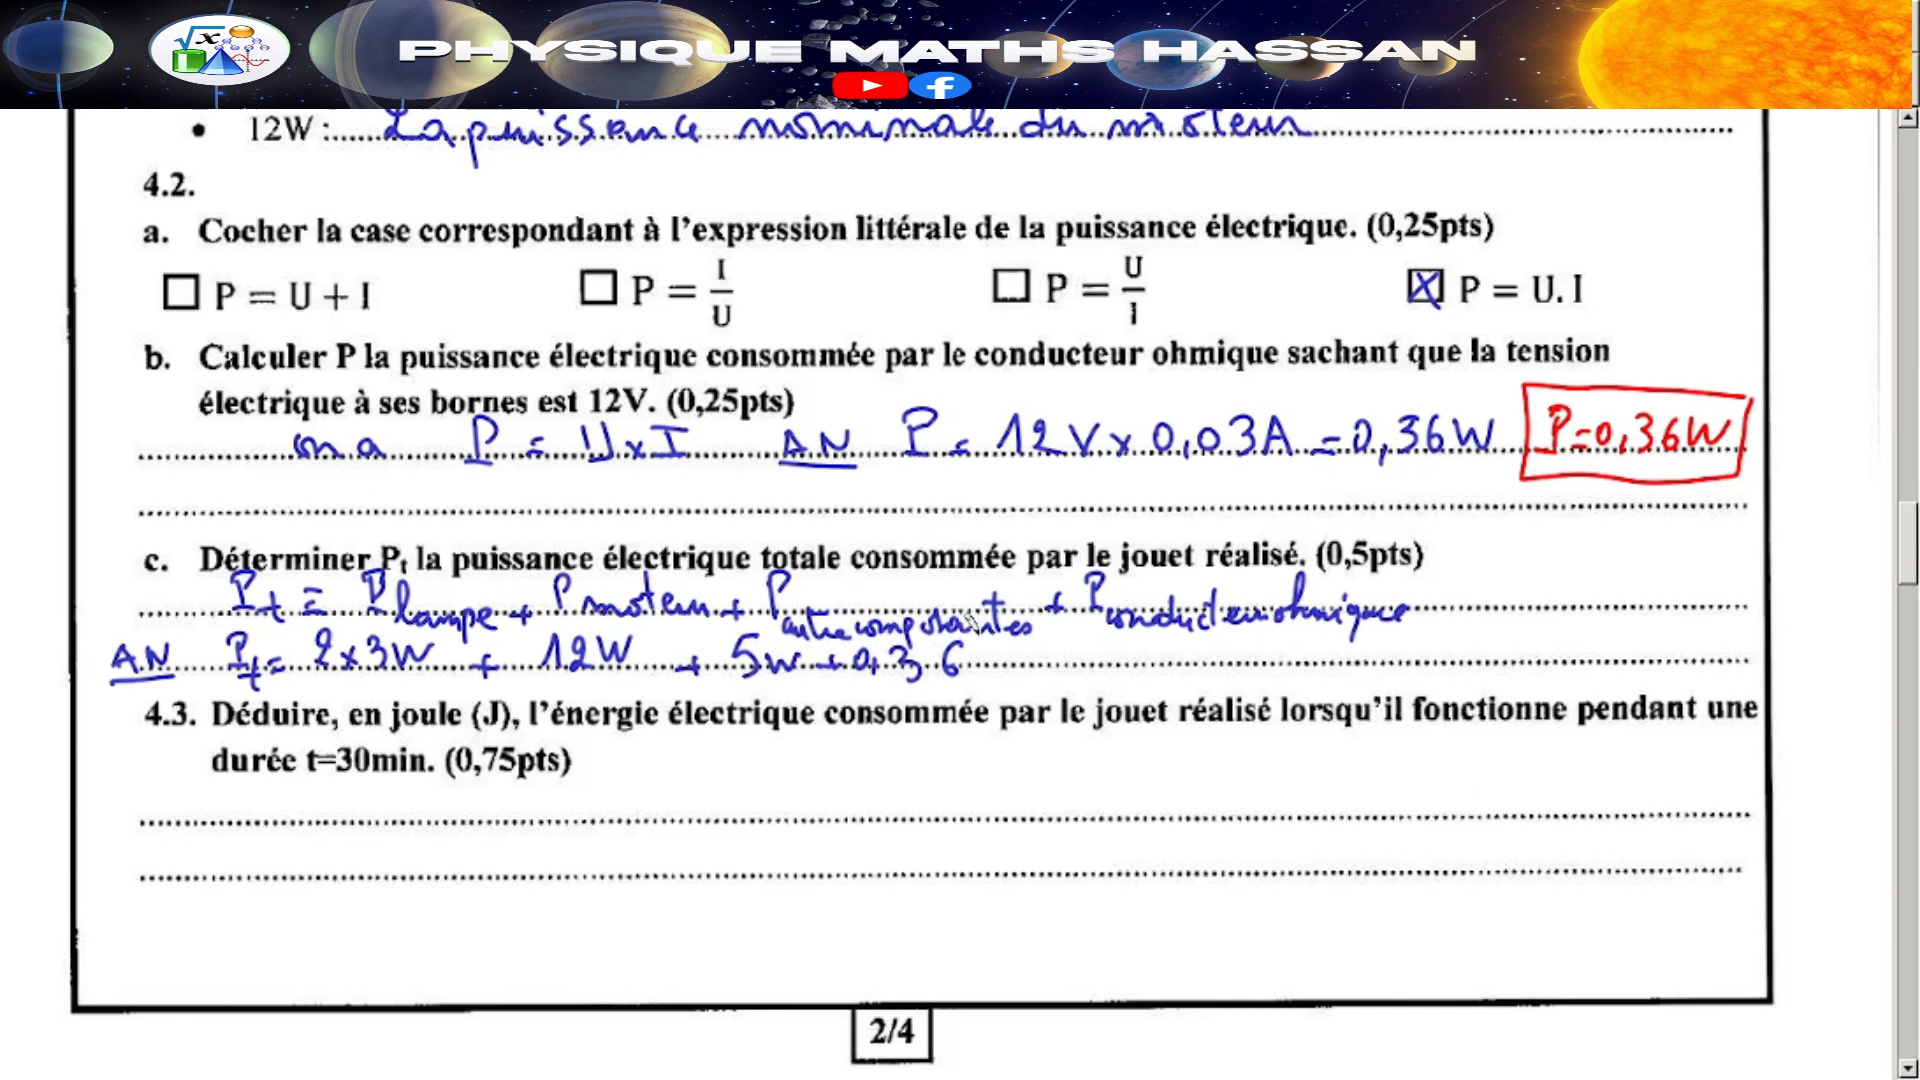 PHYSIQUE MATHS HASSAN
• 12W :......La puissance nominale du moteur
4.2.
a. Cocher la case correspondant à l'expression littérale de la puissance électrique. (0,25pts)
☐ P = U + I ☐ P = I/U ☐ P = U/I ☒ P = U. I
b. Calculer P la puissance électrique consommée par le conducteur ohmique sachant que la tension
électrique à ses bornes est 12V. (0,25pts)
on a P = U x I AN P = 12V x 0,03A = 0,36W P=0,36W
c. Déterminer Pt la puissance électrique totale consommée par le jouet réalisé. (0,5pts)
Pt = Plampe + Pmoteur + Pautre composantes + Pconducteur ohmique
AN Pt = 2x3W + 12W + 5W + 0,36
4.3. Déduire, en joule (J), l'énergie électrique consommée par le jouet réalisé lorsqu'il fonctionne pendant une
durée t=30min. (0,75pts)
2/4